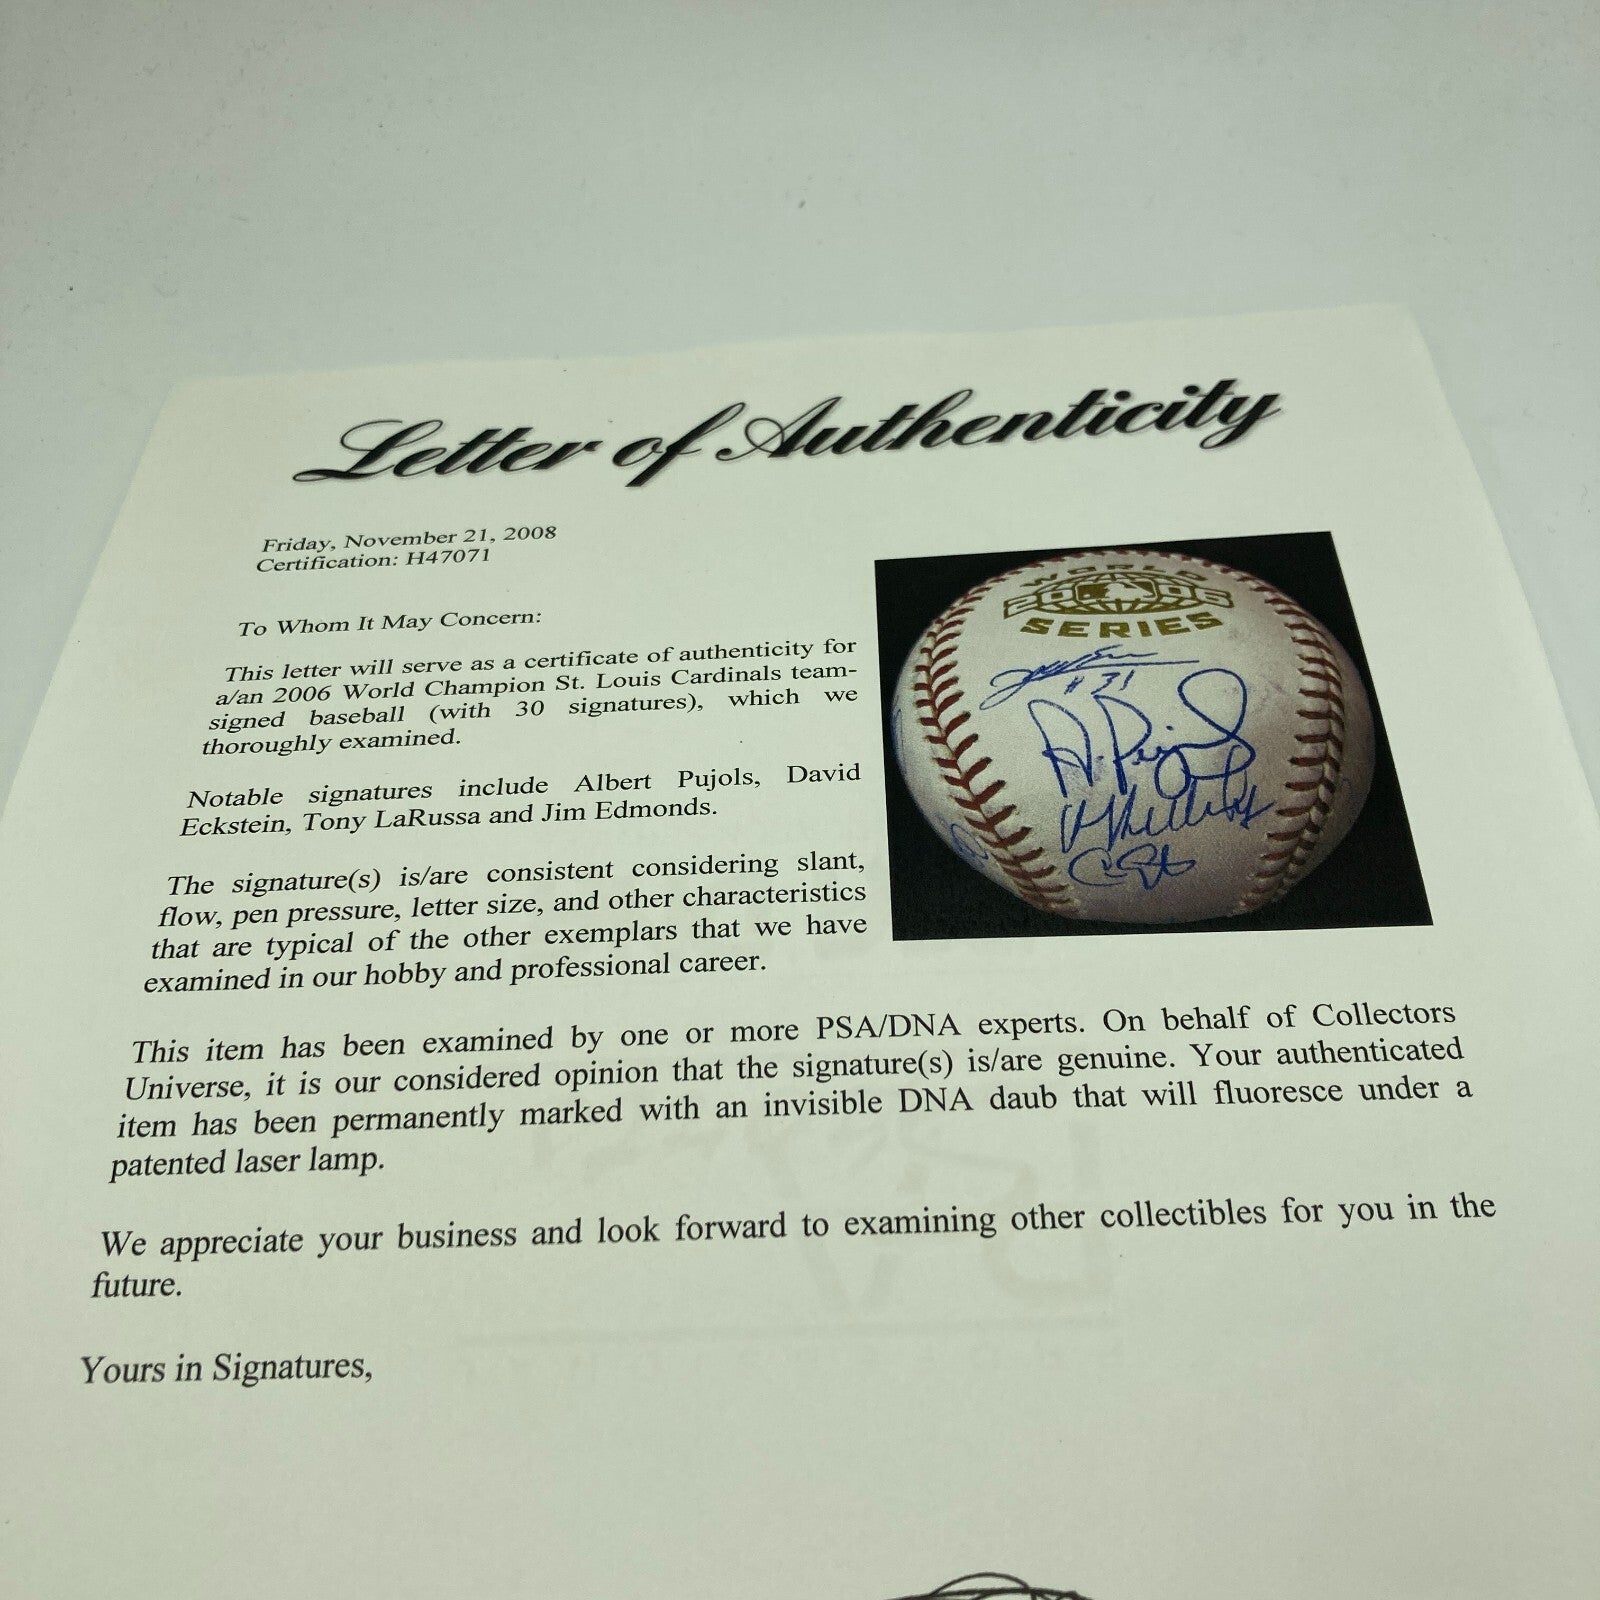 Letter of Authenticity
Friday, November 21, 2008
Certification: H47071
To Whom It May Concern:
This letter will serve as a certificate of authenticity for
a/an 2006 World Champion St. Louis Cardinals team-
signed baseball (with 30 signatures), which we
thoroughly examined.
Notable signatures include Albert Pujols, David
Eckstein, Tony LaRussa and Jim Edmonds.
The signature(s) is/are consistent considering slant,
flow, pen pressure, letter size, and other characteristics
that are typical of the other exemplars that we have
examined in our hobby and professional career.
WORLD
2006
SERIES
#31
A. Pujols
This item has been examined by one or more PSA/DNA experts. On behalf of Collectors
Universe, it is our considered opinion that the signature(s) is/are genuine. Your authenticated
item has been permanently marked with an invisible DNA daub that will fluoresce under a
patented laser lamp.
We appreciate your business and look forward to examining other collectibles for you in the
future.
Yours in Signatures,